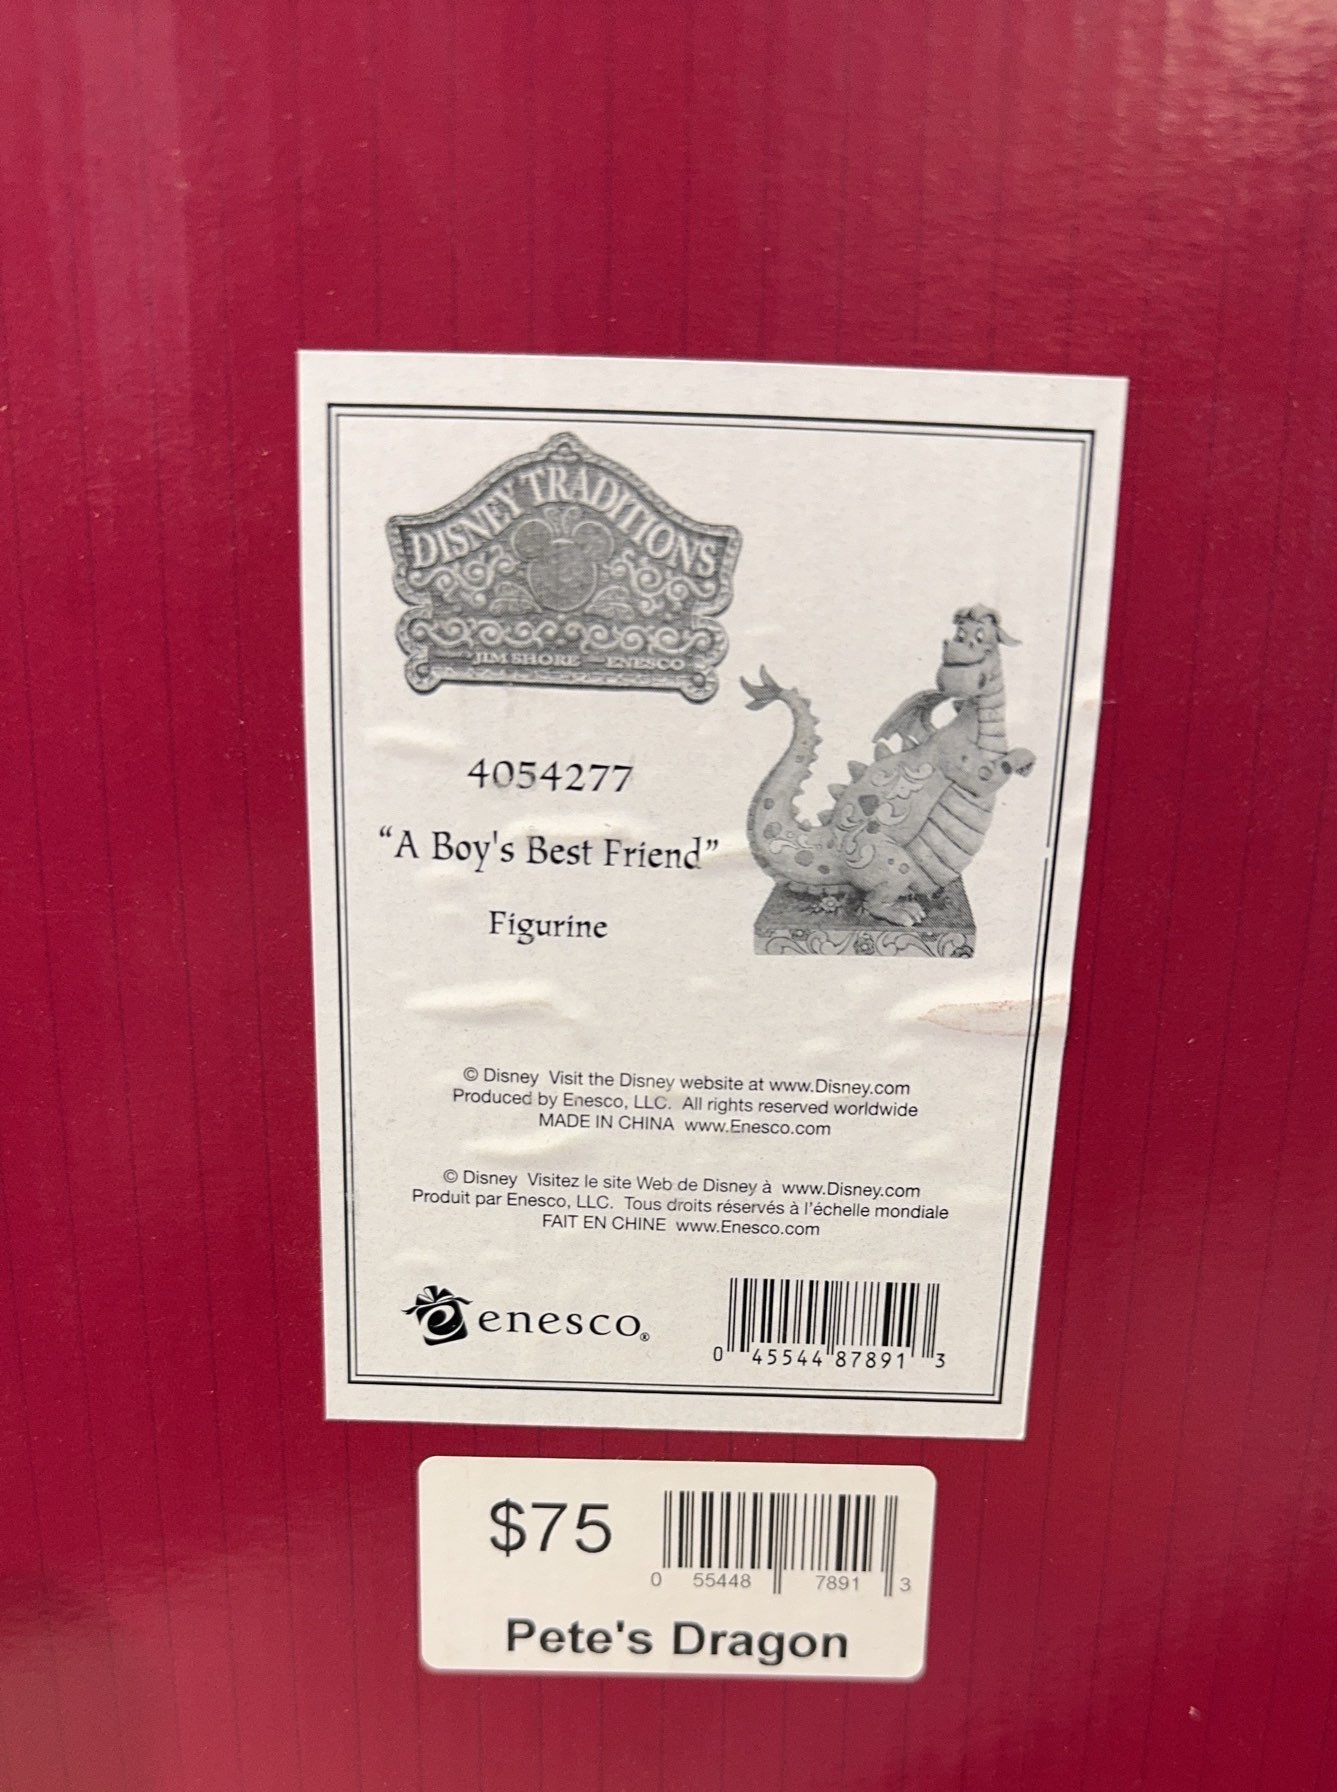 DISNEY TRADITIONS
JIM SHORE ENESCO
4054277
“A Boy's Best Friend”
Figurine
© Disney Visit the Disney website at www.Disney.com
Produced by Enesco, LLC. All rights reserved worldwide
MADE IN CHINA www.Enesco.com
© Disney Visitez le site Web de Disney à www.Disney.com
Produit par Enesco, LLC. Tous droits réservés à l'échelle mondiale
FAIT EN CHINE www.Enesco.com
enesco®
0 45544 87891 3
$75
0 55448 7891 3
Pete's Dragon